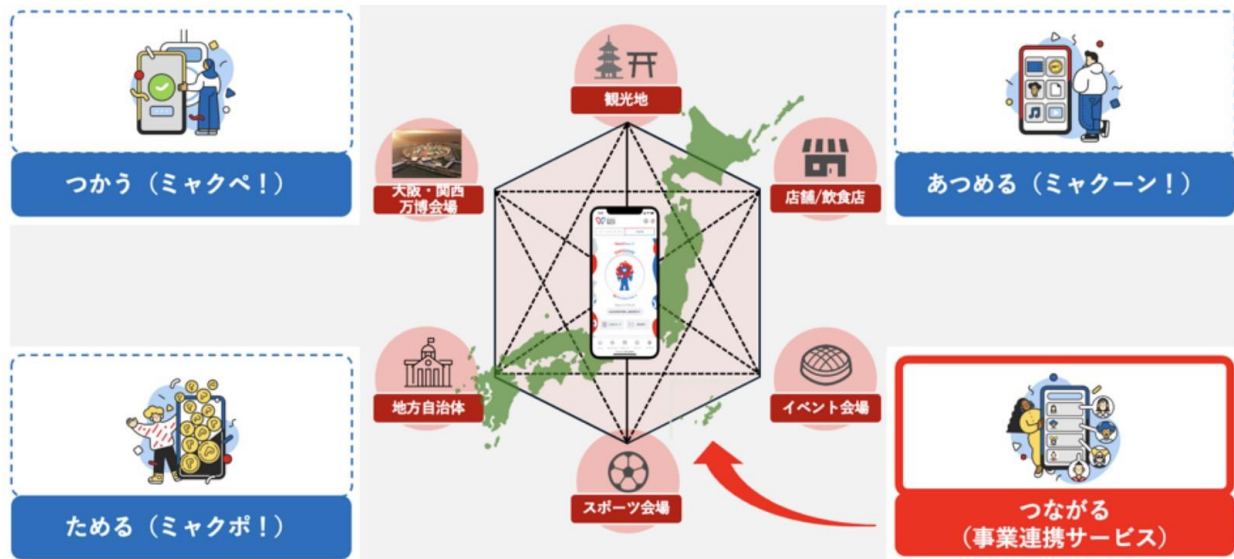 観光地
大阪・関西
万博会場
店舗/飲食店
つかう（ミャクペ！）
あつめる（ミャクーン！）
地方自治体
イベント会場
スポーツ会場
ためる（ミャクポ！）
つながる
（事業連携サービス）